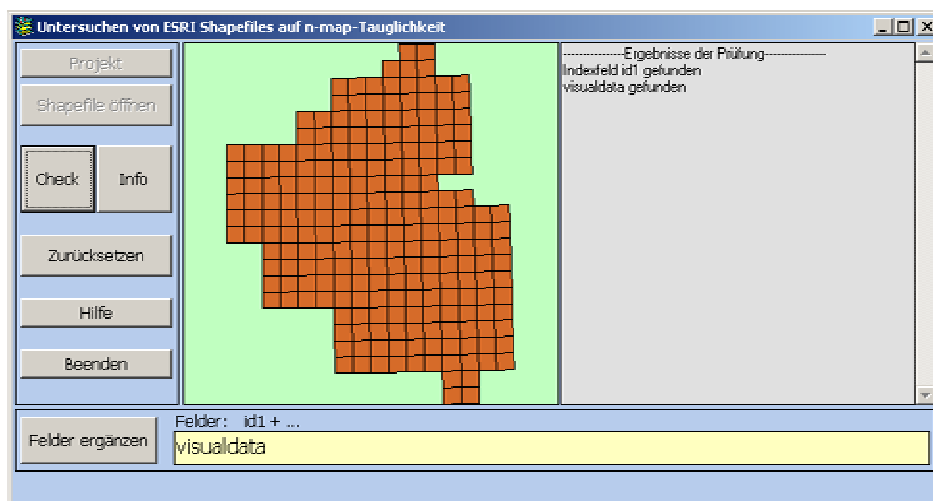 Untersuchen von ESRI Shapefiles auf n-map-Tauglichkeit
Projekt
Shapefile öffnen
Check
Info
Zurücksetzen
Hilfe
Beenden
---------------Ergebnisse der Prüfung---------------
Indexfeld id1 gefunden
visualdata gefunden
Felder ergänzen
Felder: id1 + ...
visualdata